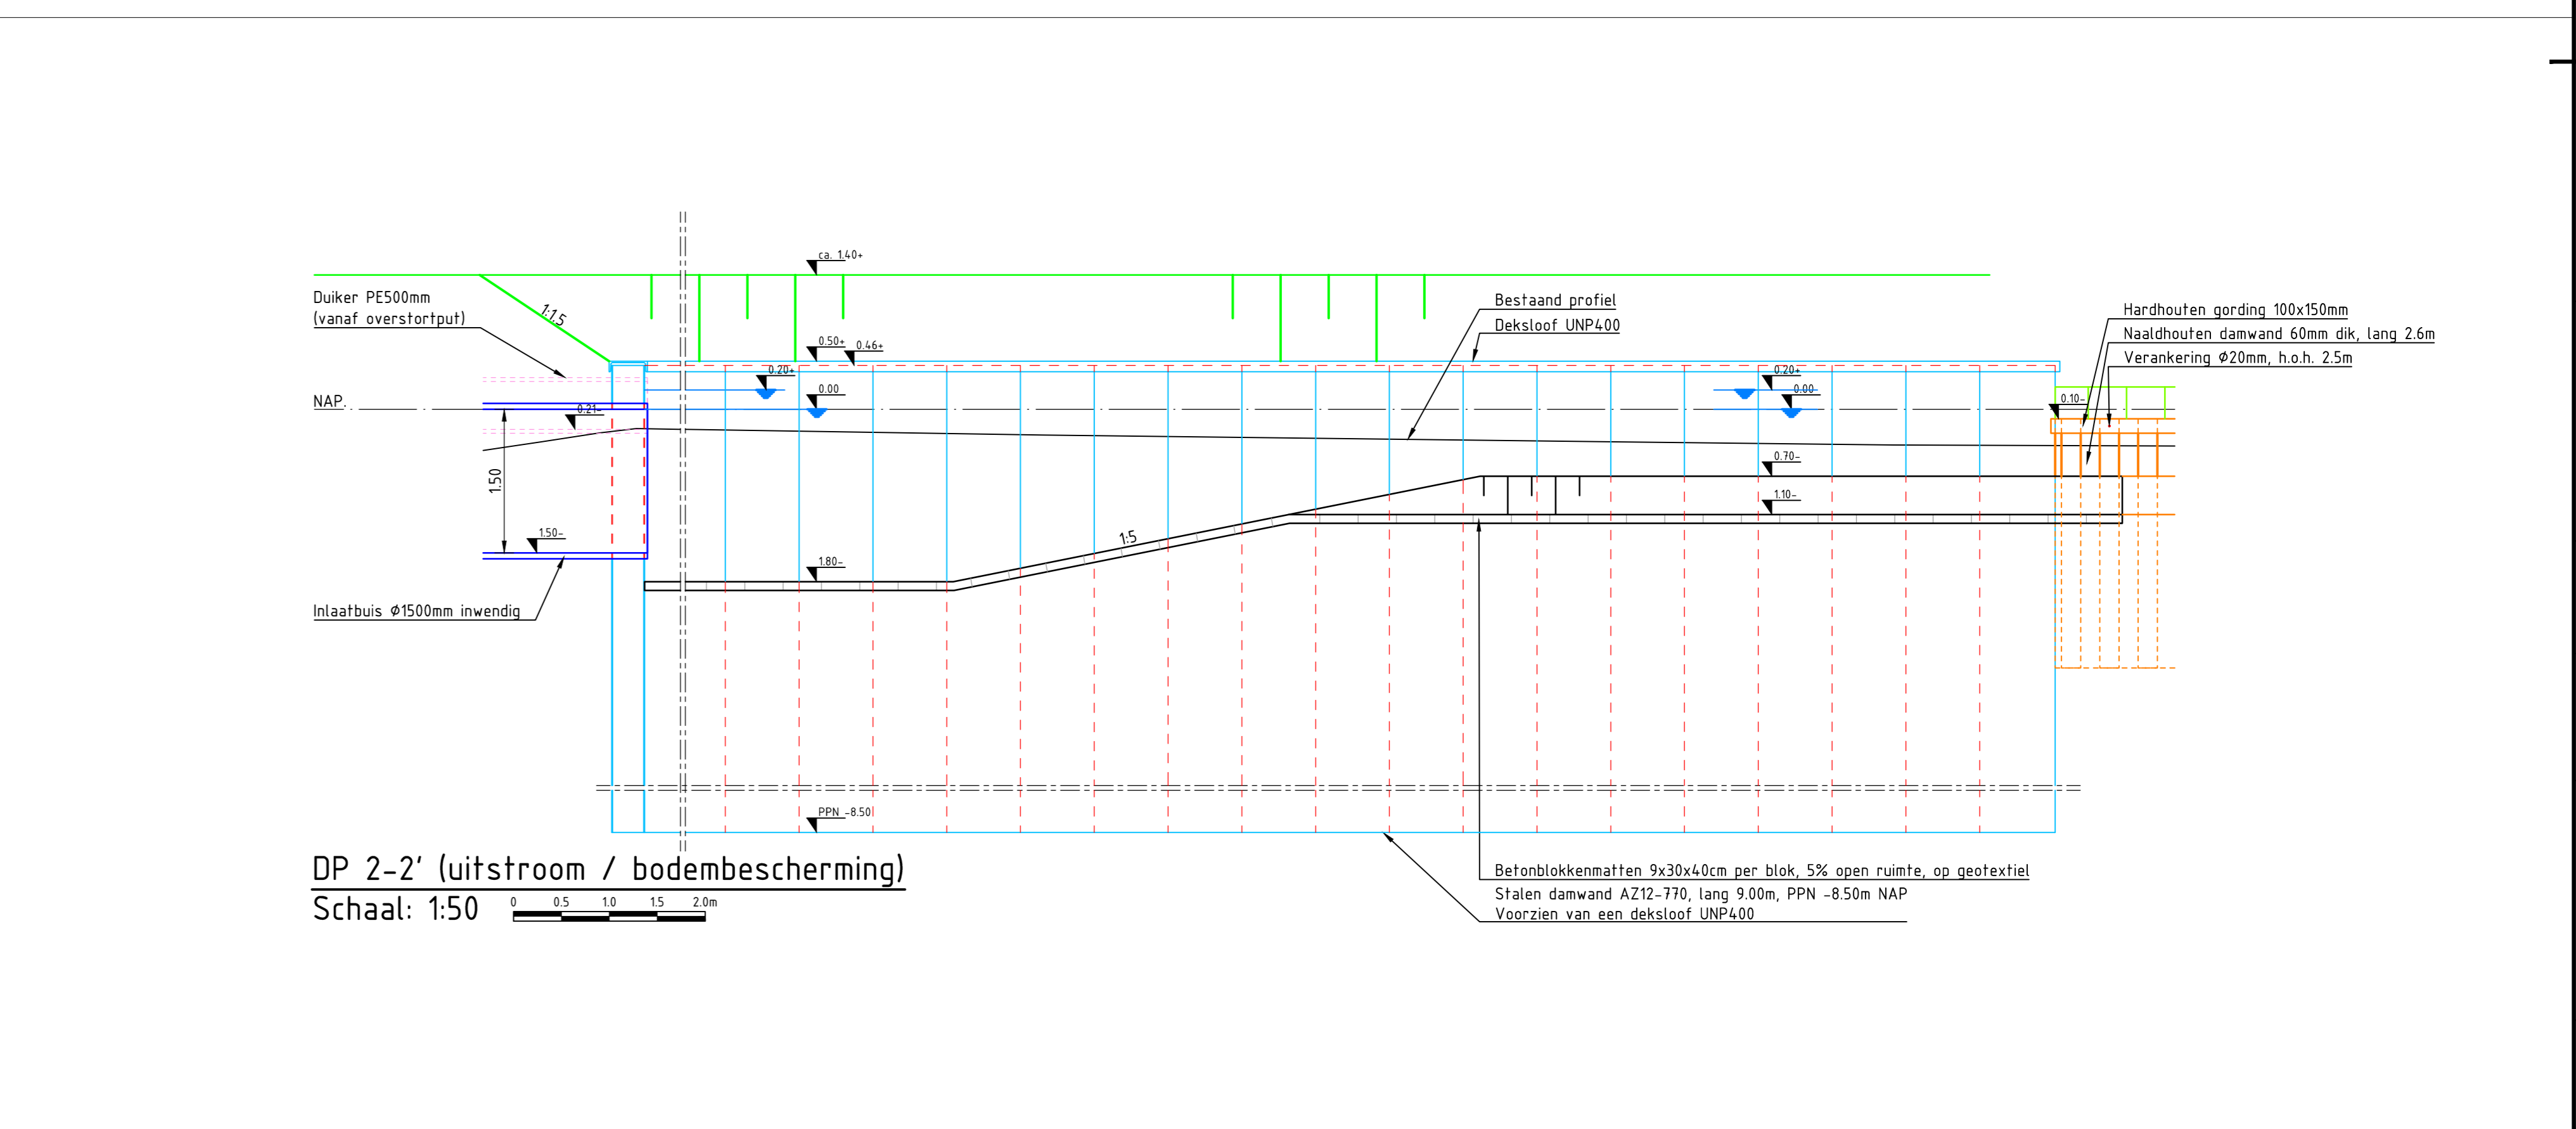 ca. 1.40+
Duiker PE500mm
(vanaf overstortput)
1:1.5
Bestaand profiel
Deksloof UNP400
Hardhouten gording 100x150mm
Naaldhouten damwand 60mm dik, lang 2.6m
Verankering Ø20mm, h.o.h. 2.5m
0.50+
0.46+
0.20+
0.20+
0.00
0.00
NAP.
0.21-
0.10-
0.70-
1.50
1.10-
1.50-
1:5
1.80-
Inlaatbuis Ø1500mm inwendig
PPN -8.50
DP 2-2' (uitstroom / bodembescherming)
Schaal: 1:50
0 0.5 1.0 1.5 2.0m
Betonblokkenmatten 9x30x40cm per blok, 5% open ruimte, op geotextiel
Stalen damwand AZ12-770, lang 9.00m, PPN -8.50m NAP
Voorzien van een deksloof UNP400